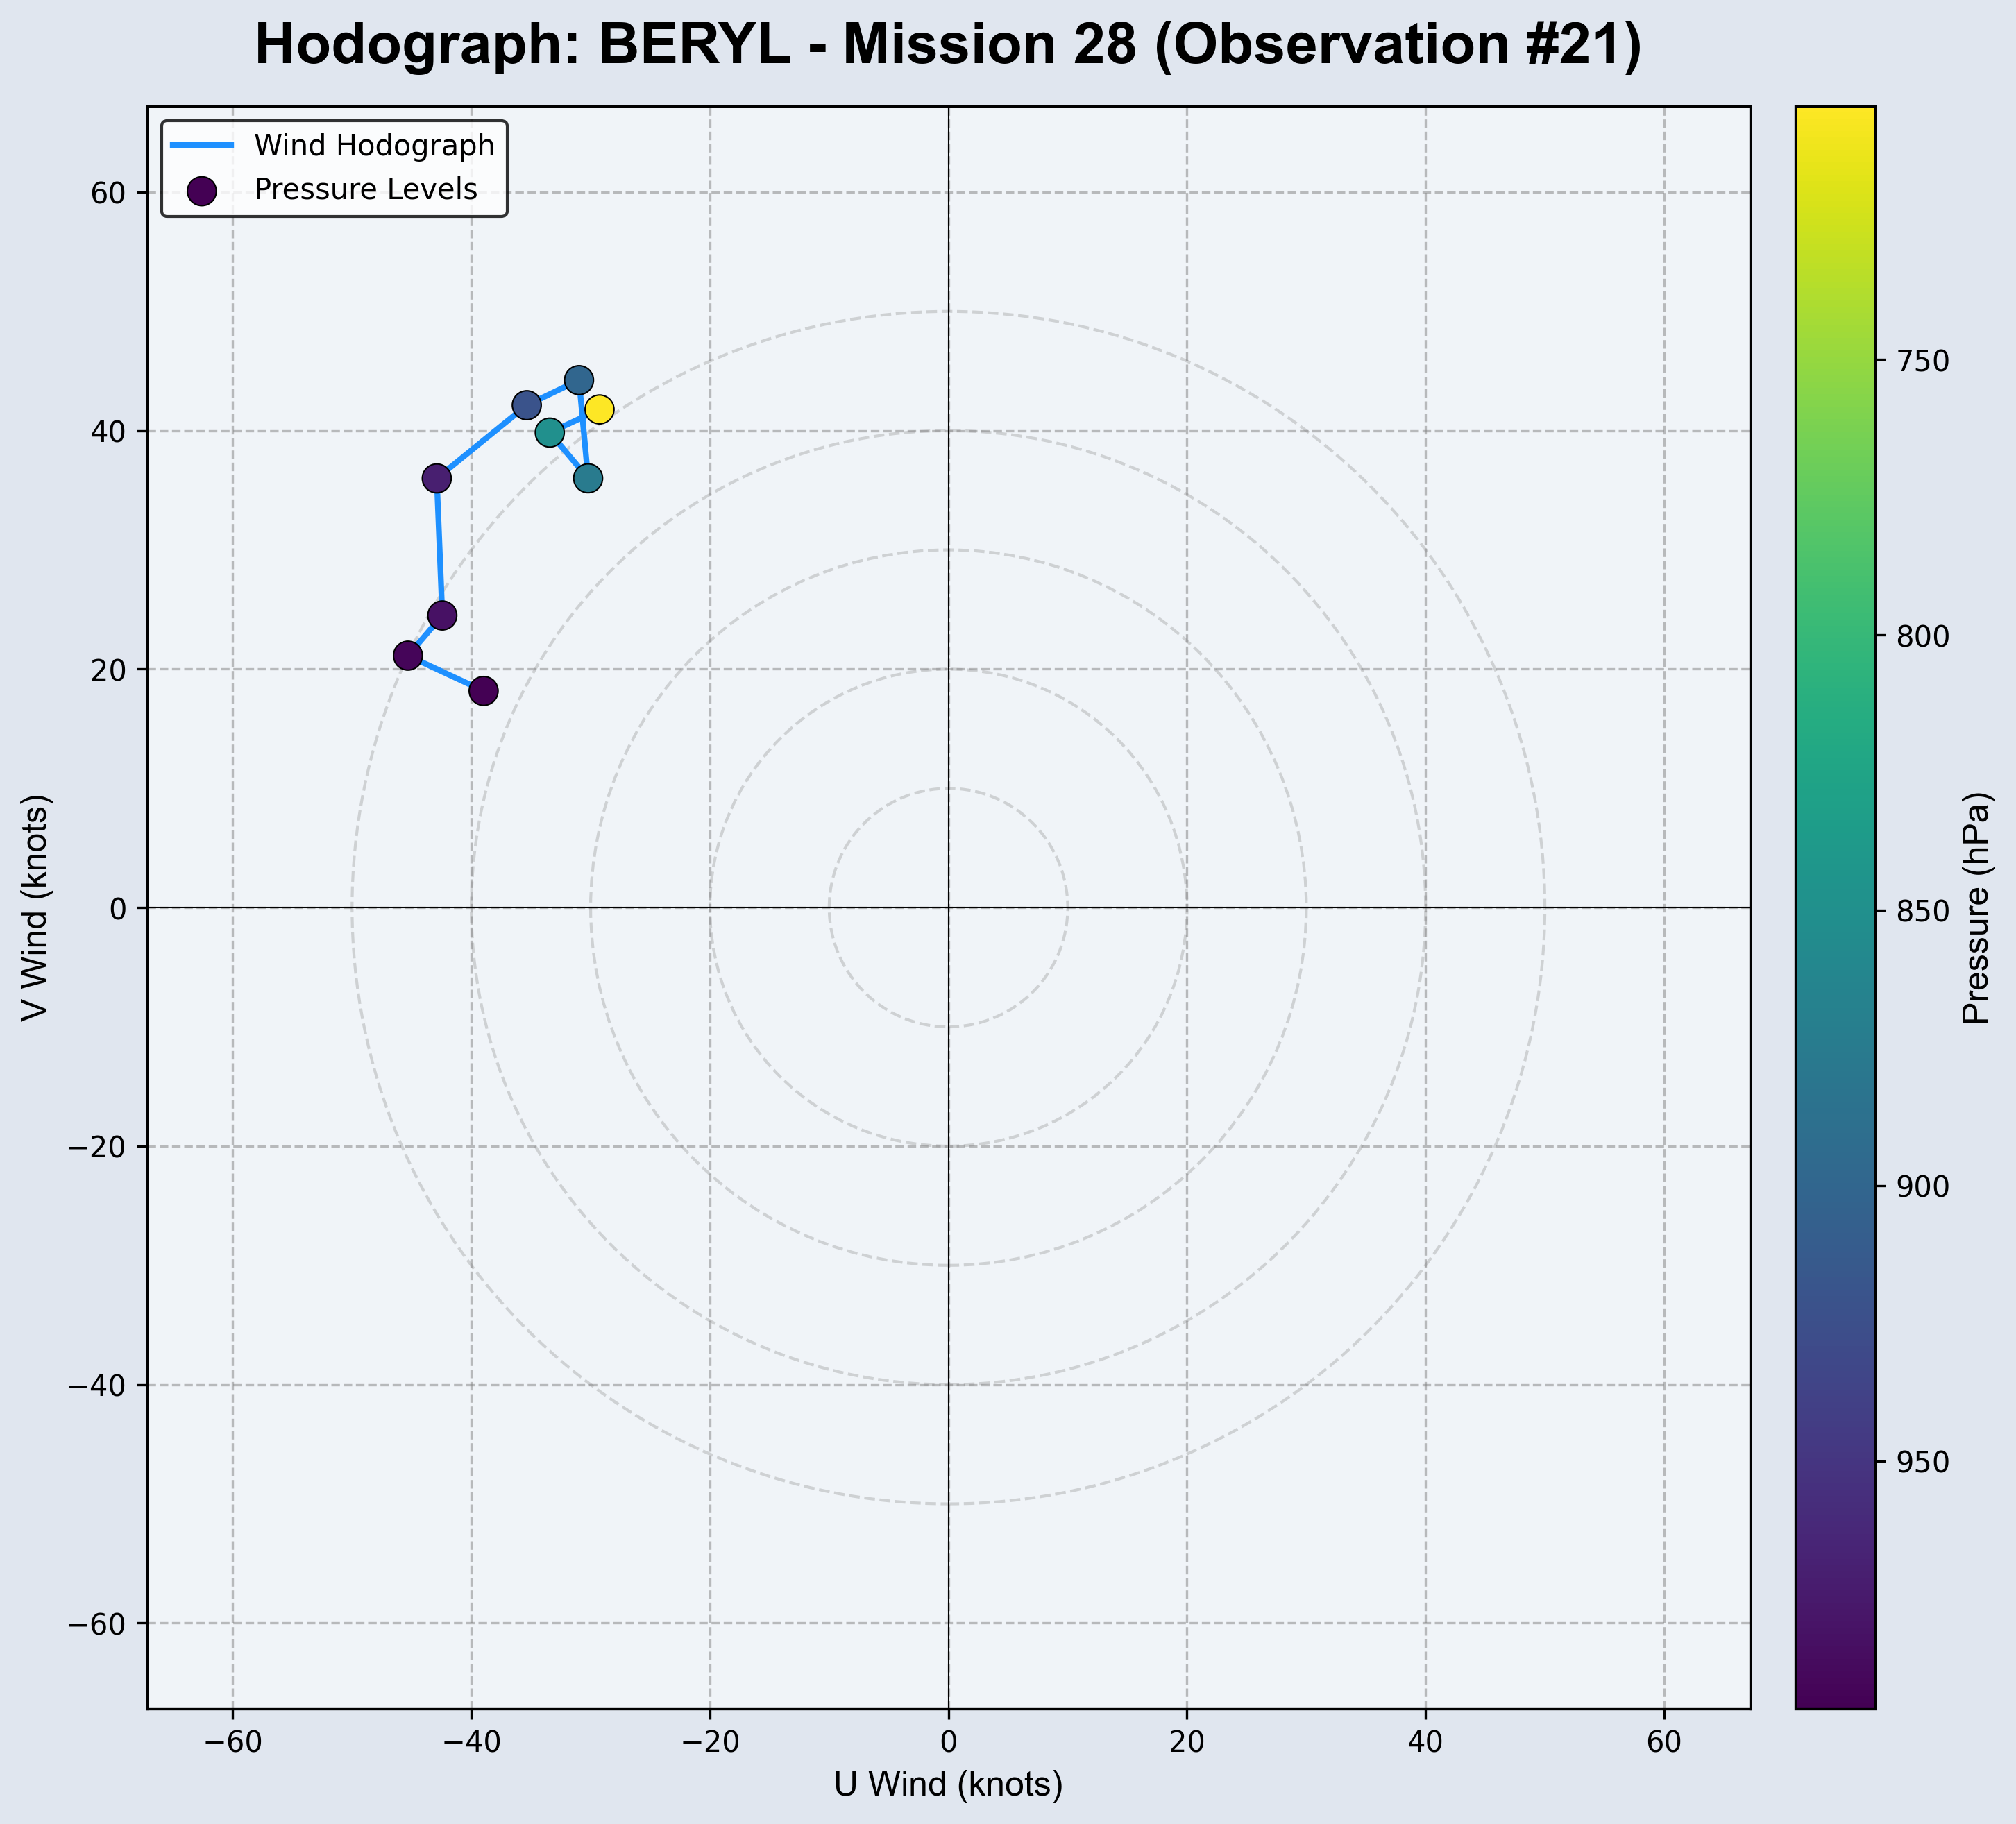 Hodograph: BERYL - Mission 28 (Observation #21)
Wind Hodograph
Pressure Levels
60
40
20
0
−20
−40
−60
V Wind (knots)
−60 −40 −20 0 20 40 60
U Wind (knots)
750
800
850
900
950
Pressure (hPa)